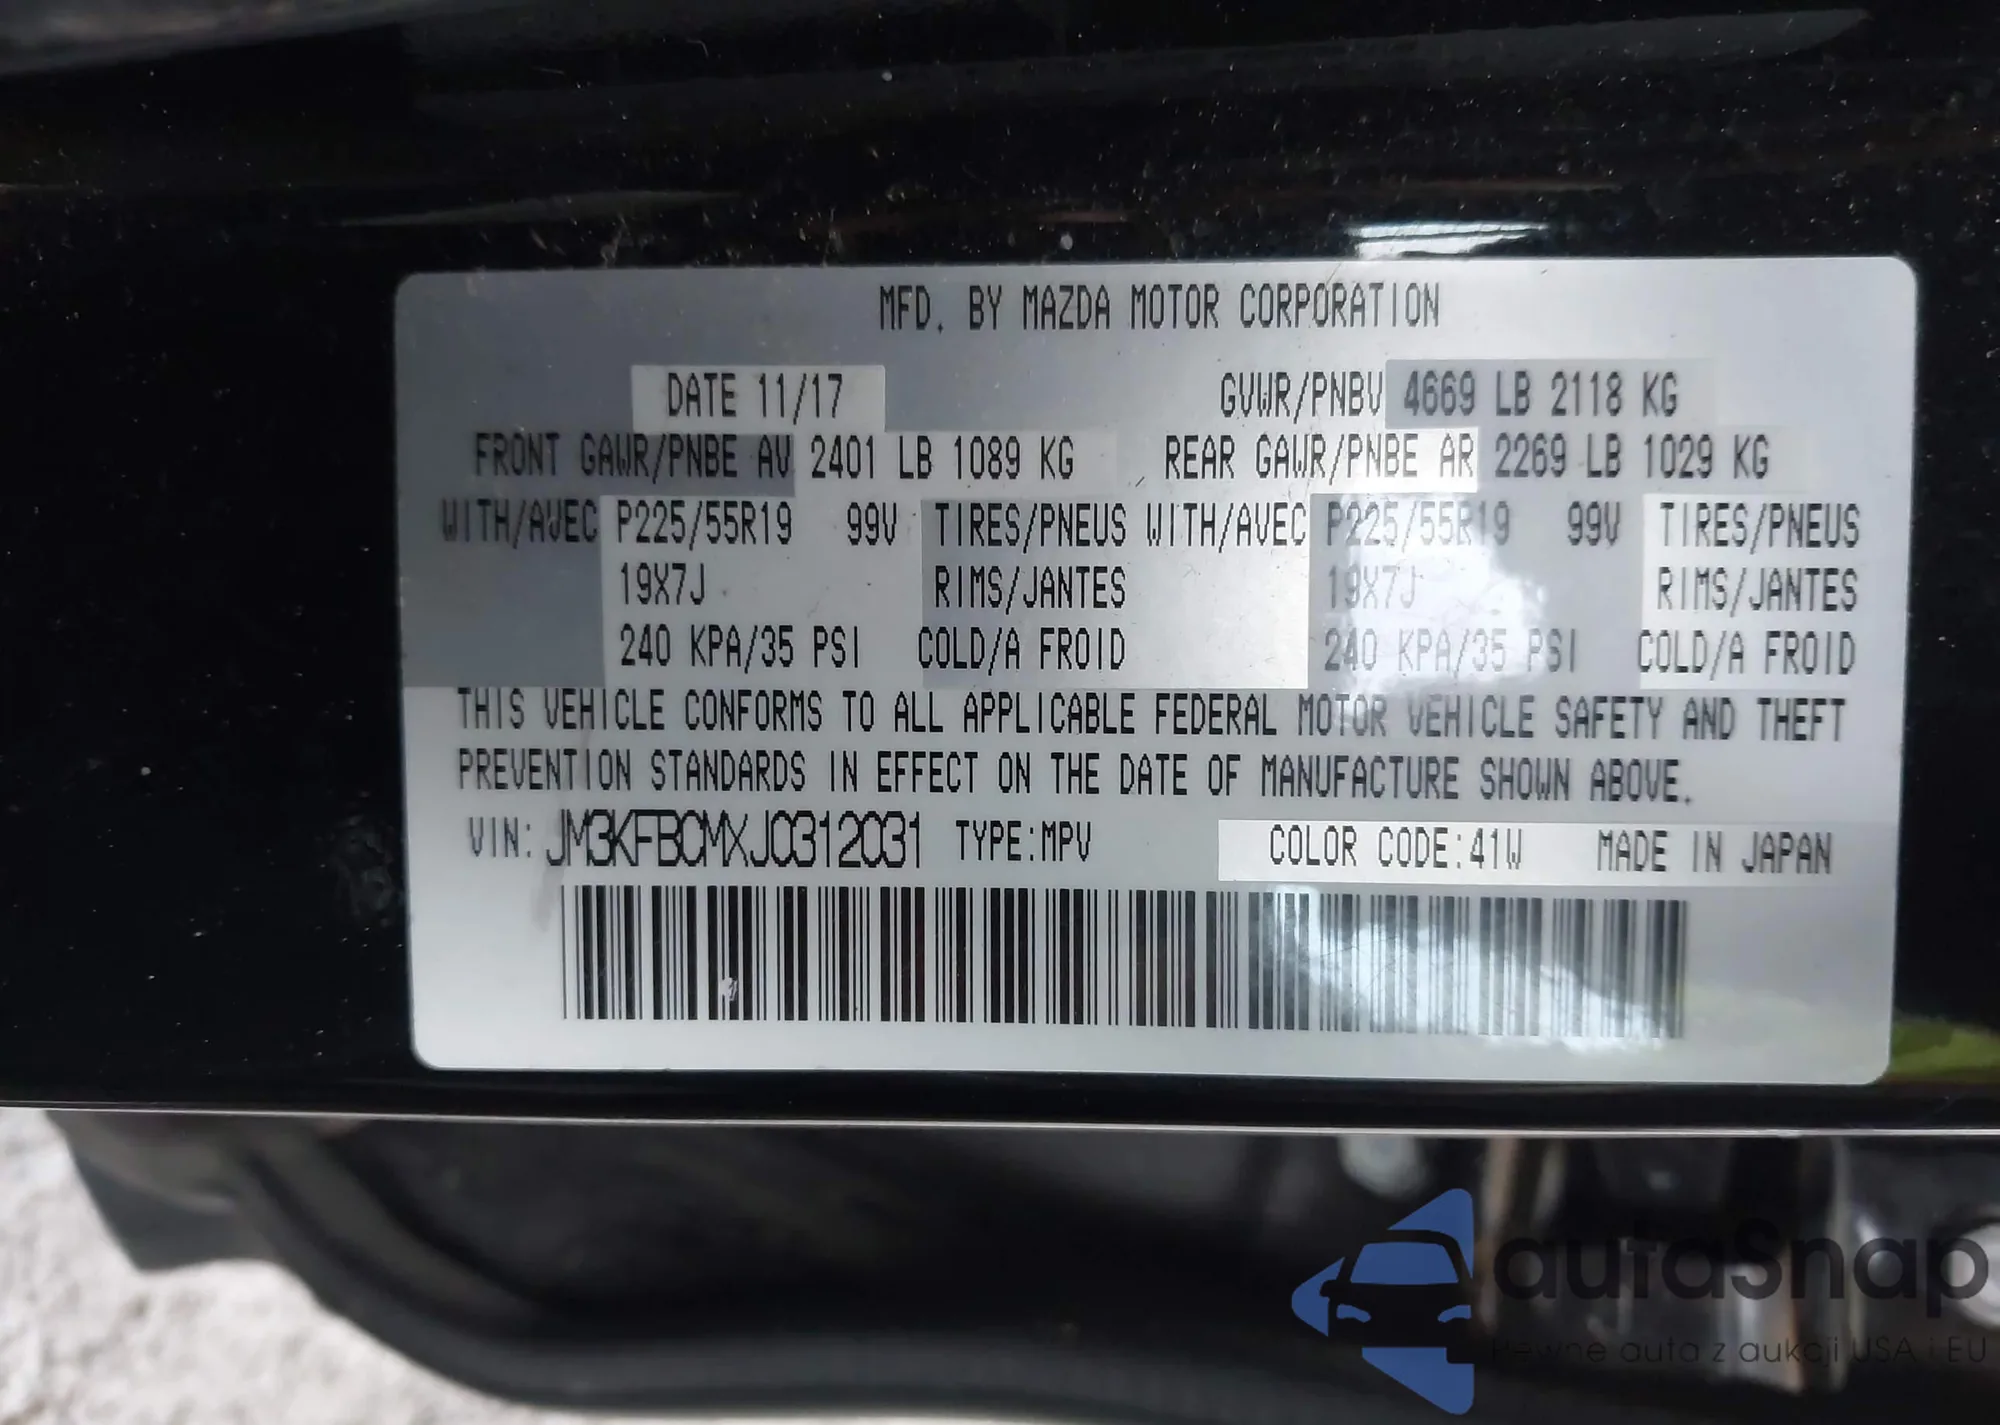 MFD. BY MAZDA MOTOR CORPORATION
DATE 11/17 GVWR/PNBV 4669 LB 2118 KG
FRONT GAWR/PNBE AV 2401 LB 1089 KG REAR GAWR/PNBE AR 2269 LB 1029 KG
WITH/AVEC P225/55R19 99V TIRES/PNEUS WITH/AVEC P225/55R19 99V TIRES/PNEUS
19X7J RIMS/JANTES 19X7J RIMS/JANTES
240 KPA/35 PSI COLD/A FROID 240 KPA/35 PSI COLD/A FROID
THIS VEHICLE CONFORMS TO ALL APPLICABLE FEDERAL MOTOR VEHICLE SAFETY AND THEFT
PREVENTION STANDARDS IN EFFECT ON THE DATE OF MANUFACTURE SHOWN ABOVE.
VIN: JM3KFBCMXJ0312031 TYPE:MPV COLOR CODE:41W MADE IN JAPAN
autaSnap
Pewne auta z aukcji USA i EU